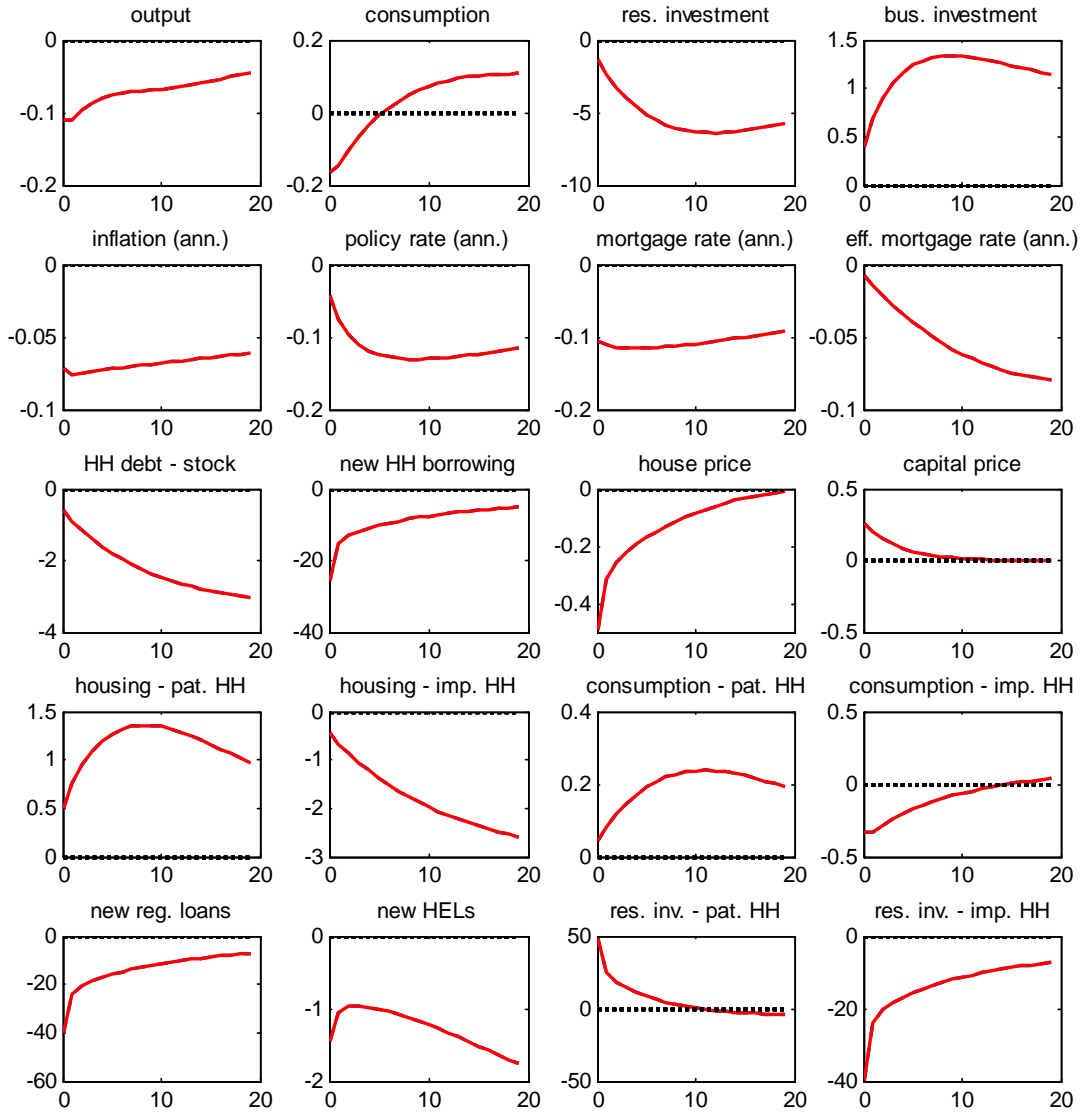 output consumption res. investment bus. investment
0 0.2 0 1.5
-0.1 0 -5 1
0.5
-0.2 -0.2 -10 0
0 10 20 0 10 20 0 10 20 0 10 20
inflation (ann.) policy rate (ann.) mortgage rate (ann.) eff. mortgage rate (ann.)
0 0 0 0
-0.05 -0.1 -0.1 -0.05
-0.1 -0.2 -0.2 -0.1
0 10 20 0 10 20 0 10 20 0 10 20
HH debt - stock new HH borrowing house price capital price
0 0 0 0.5
-2 -20 -0.2 0
-0.4
-4 -40 -0.5
0 10 20 0 10 20 0 10 20 0 10 20
housing - pat. HH housing - imp. HH consumption - pat. HH consumption - imp. HH
1.5 0 0.4 0.5
1 -1 0.2 0
0.5 -2
0 -3 0 -0.5
0 10 20 0 10 20 0 10 20 0 10 20
new reg. loans new HELs res. inv. - pat. HH res. inv. - imp. HH
0 0 50 0
-20 -1 0 -20
-40
-60 -2 -50 -40
0 10 20 0 10 20 0 10 20 0 10 20